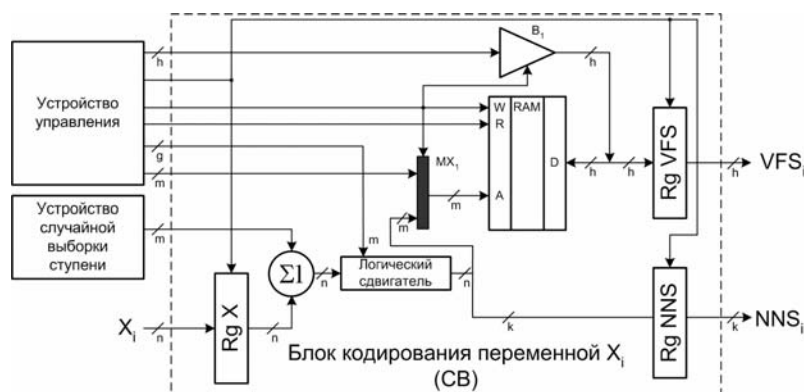 Устройство
управления
Устройство
случайной
выборки
ступени
h
g
m
m
B₁
h
W
RAM
R
D
A
MX₁
m
m
h
h
Rg VFS
h
VFSᵢ
Xᵢ
n
Rg X
n
Σ1
n
m
Логический
сдвигатель
n
k
Rg NNS
k
NNSᵢ
Блок кодирования переменной Xᵢ
(CB)